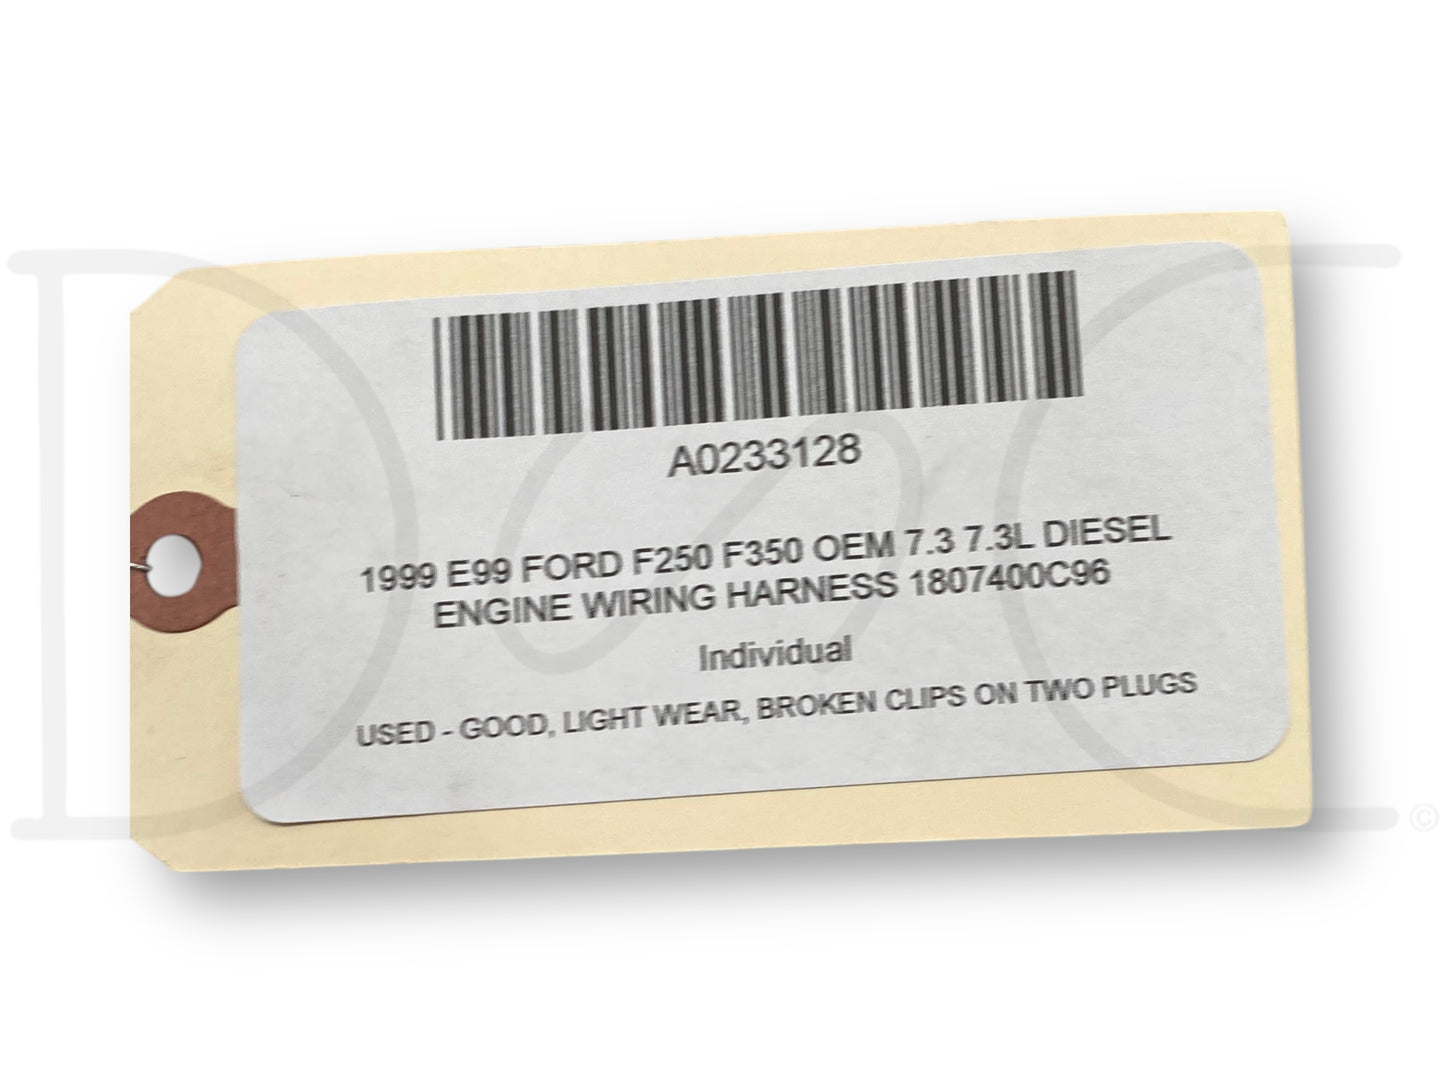 A0233128
1999 E99 FORD F250 F350 OEM 7.3 7.3L DIESEL
ENGINE WIRING HARNESS 1807400C96
Individual
USED - GOOD, LIGHT WEAR, BROKEN CLIPS ON TWO PLUGS
DC
©